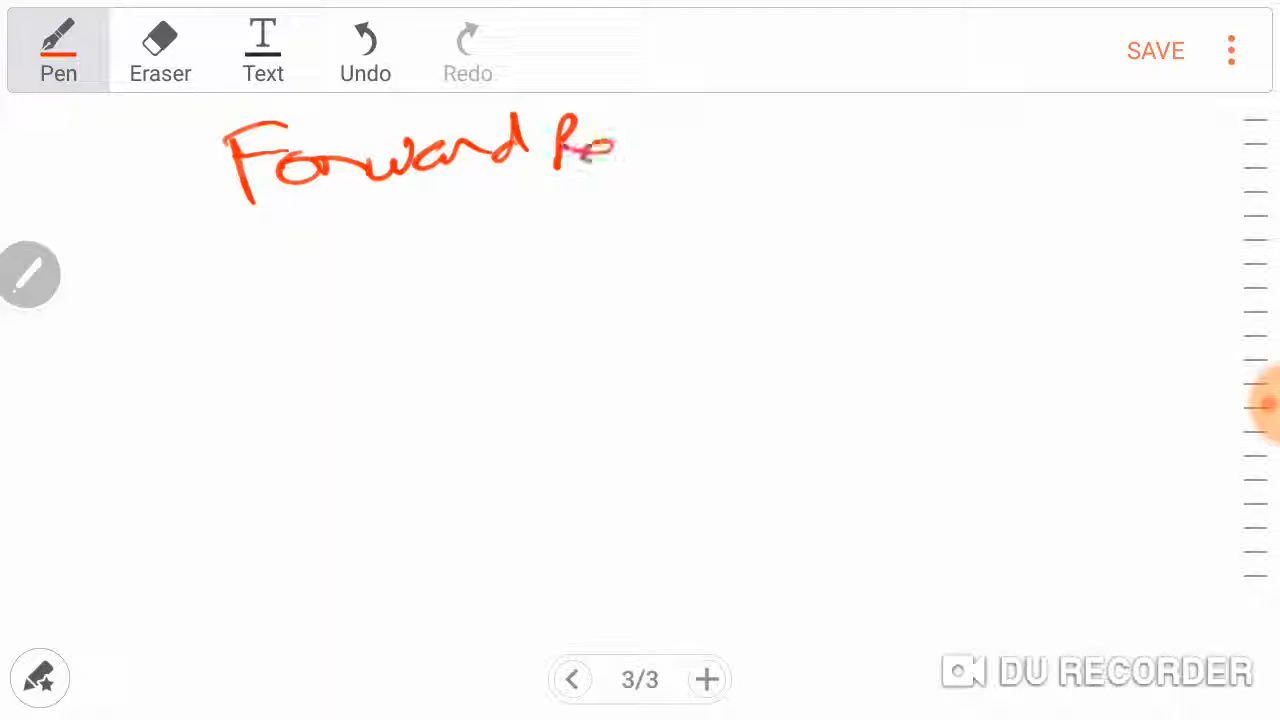 Pen
Eraser
Text
Undo
Redo
SAVE
Forward
3/3
DU RECORDER